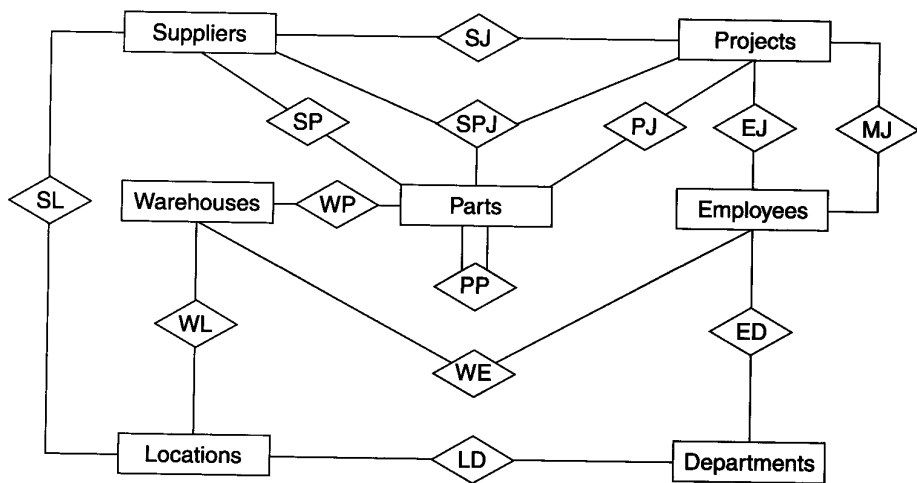 Suppliers
SJ
Projects
SP
SPJ
PJ
EJ
MJ
SL
Warehouses
WP
Parts
Employees
PP
WL
ED
WE
Locations
LD
Departments